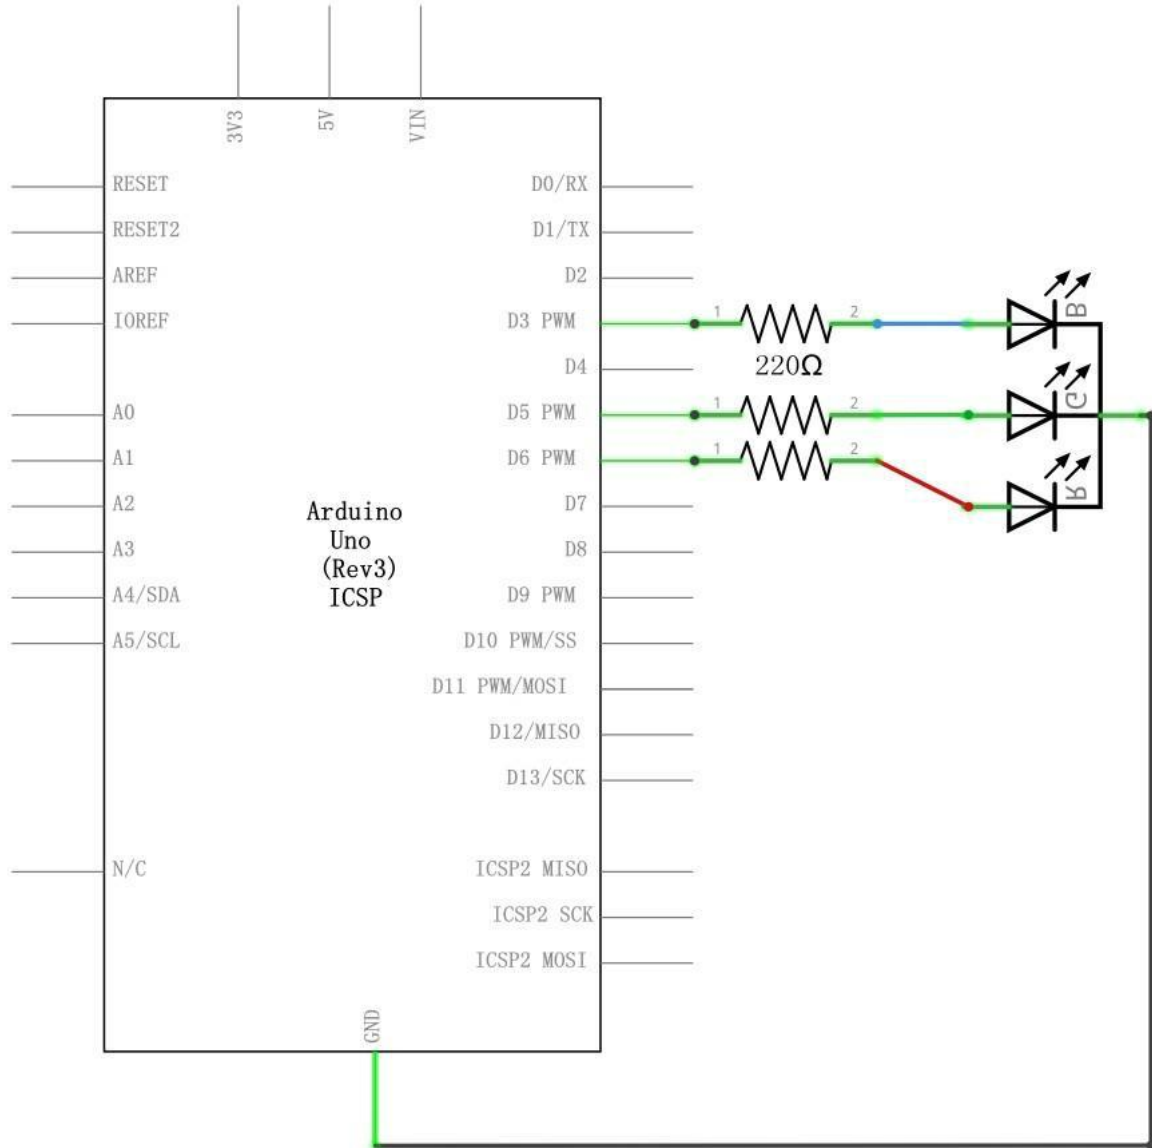 3V3
5V
VIN
RESET
RESET2
AREF
IOREF
A0
A1
A2
A3
A4/SDA
A5/SCL
N/C
Arduino
Uno
(Rev3)
ICSP
D0/RX
D1/TX
D2
D3 PWM
D4
D5 PWM
D6 PWM
D7
D8
D9 PWM
D10 PWM/SS
D11 PWM/MOSI
D12/MISO
D13/SCK
ICSP2 MISO
ICSP2 SCK
ICSP2 MOSI
GND
1 2
220Ω
1 2
1 2
B
G
R